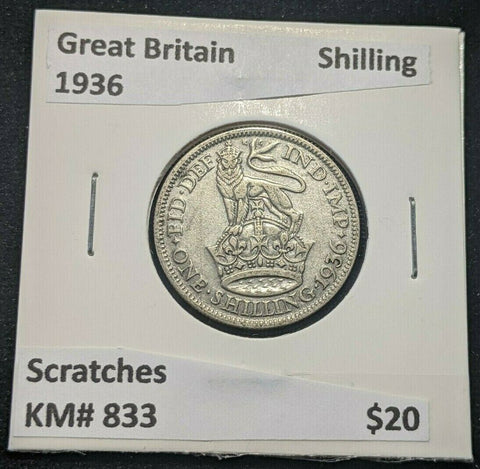 Great Britain Shilling
1936
·FID·DEF IND·IMP·
ONE·SHILLING·1936
Scratches
KM# 833 $20